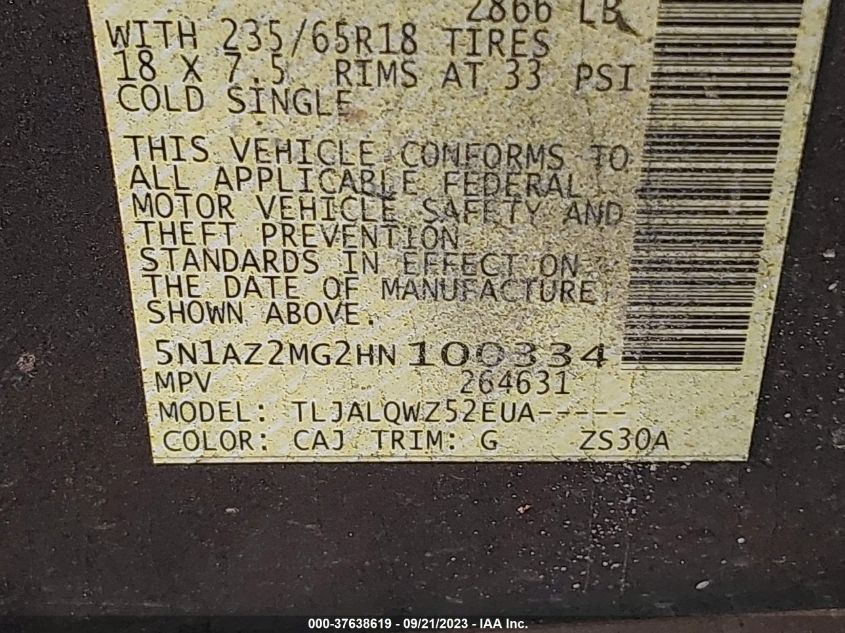 2866 LB
WITH 235/65R18 TIRES
18 X 7.5 RIMS AT 33 PSI
COLD SINGLE
THIS VEHICLE CONFORMS TO
ALL APPLICABLE FEDERAL
MOTOR VEHICLE SAFETY AND
THEFT PREVENTION
STANDARDS IN EFFECT ON
THE DATE OF MANUFACTURE
SHOWN ABOVE.
5N1AZ2MG2HN100334
MPV 264631
MODEL: TLJALQWZ52EUA-----
COLOR: CAJ TRIM: G ZS30A
000-37638619 - 09/21/2023 - IAA Inc.